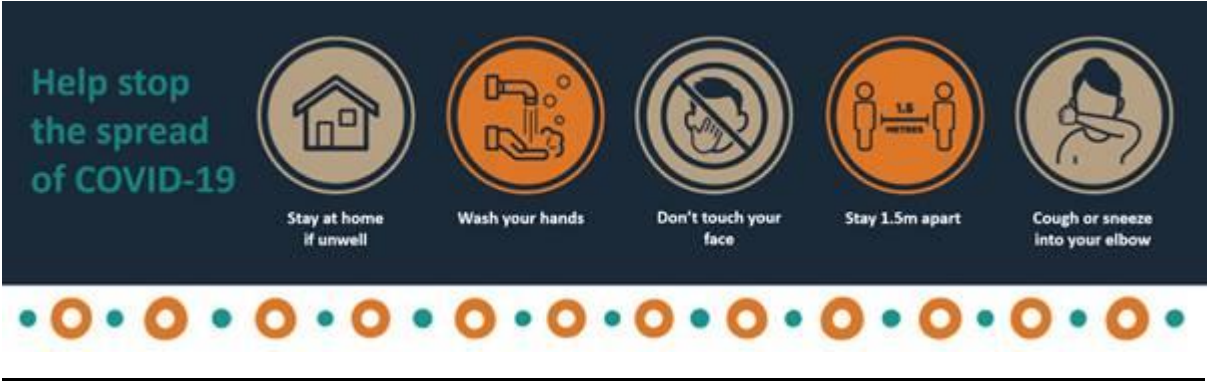 Help stop
the spread
of COVID-19
Stay at home
if unwell
Wash your hands
Don't touch your
face
1.5
METRES
Stay 1.5m apart
Cough or sneeze
into your elbow